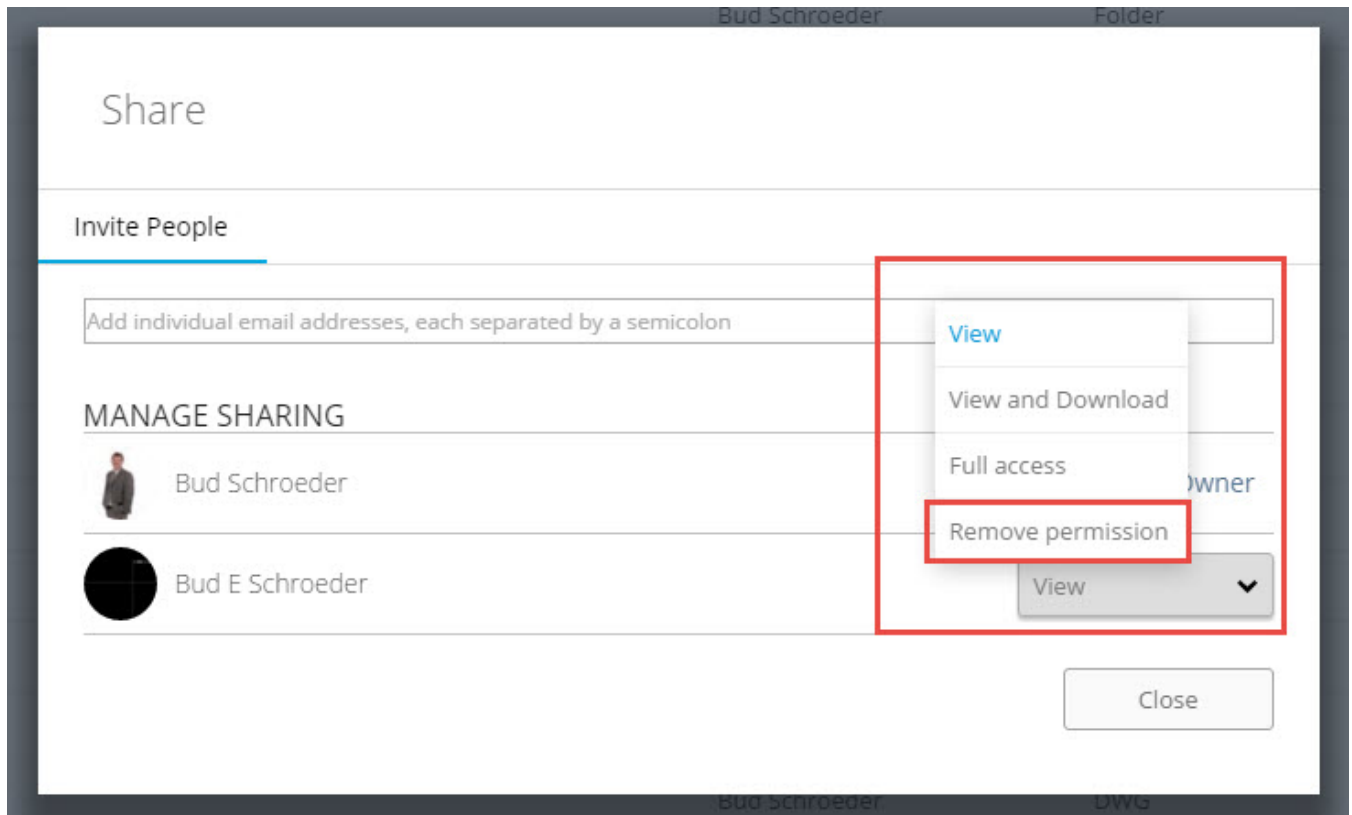 Bud Schroeder Folder
Share
Invite People
Add individual email addresses, each separated by a semicolon
View
View and Download
Full access
Remove permission
MANAGE SHARING
Bud Schroeder wner
Bud E Schroeder View
Close
Bud Schroeder DWG